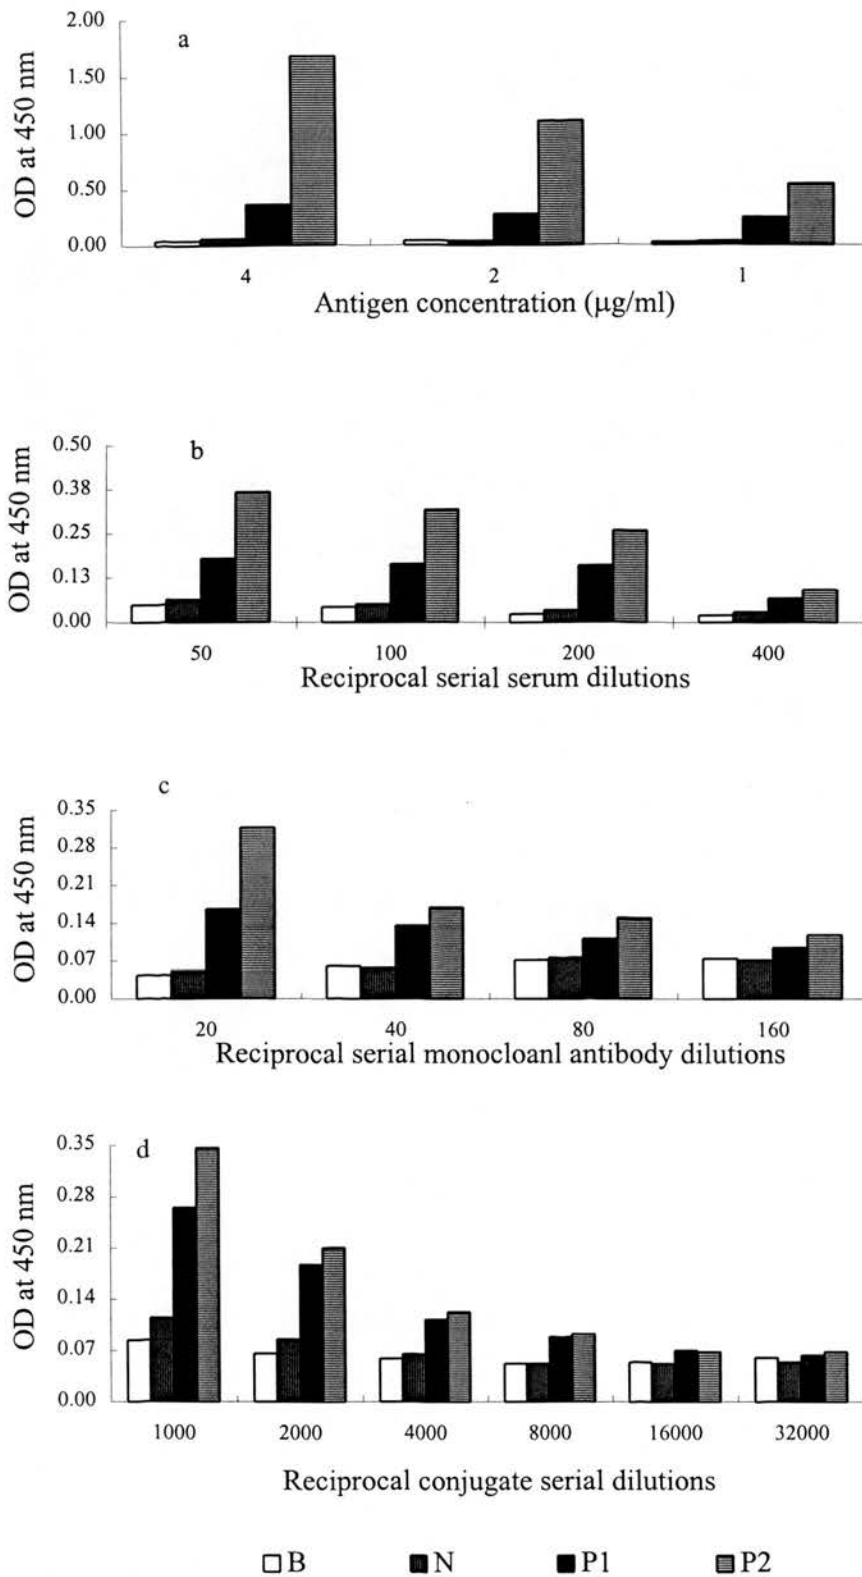 a
OD at 450 nm
2.00
1.50
1.00
0.50
0.00
4 2 1
Antigen concentration (µg/ml)
b
OD at 450 nm
0.50
0.38
0.25
0.13
0.00
50 100 200 400
Reciprocal serial serum dilutions
c
OD at 450 nm
0.35
0.28
0.21
0.14
0.07
0.00
20 40 80 160
Reciprocal serial monocloanl antibody dilutions
d
OD at 450 nm
0.35
0.28
0.21
0.14
0.07
0.00
1000 2000 4000 8000 16000 32000
Reciprocal conjugate serial dilutions
B N P1 P2